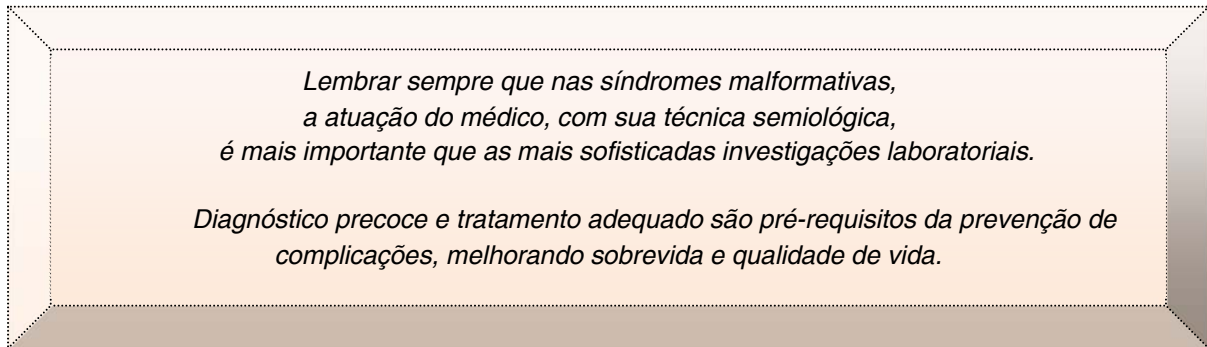 Lembrar sempre que nas síndromes malformativas,
a atuação do médico, com sua técnica semiológica,
é mais importante que as mais sofisticadas investigações laboratoriais.
Diagnóstico precoce e tratamento adequado são pré-requisitos da prevenção de
complicações, melhorando sobrevida e qualidade de vida.